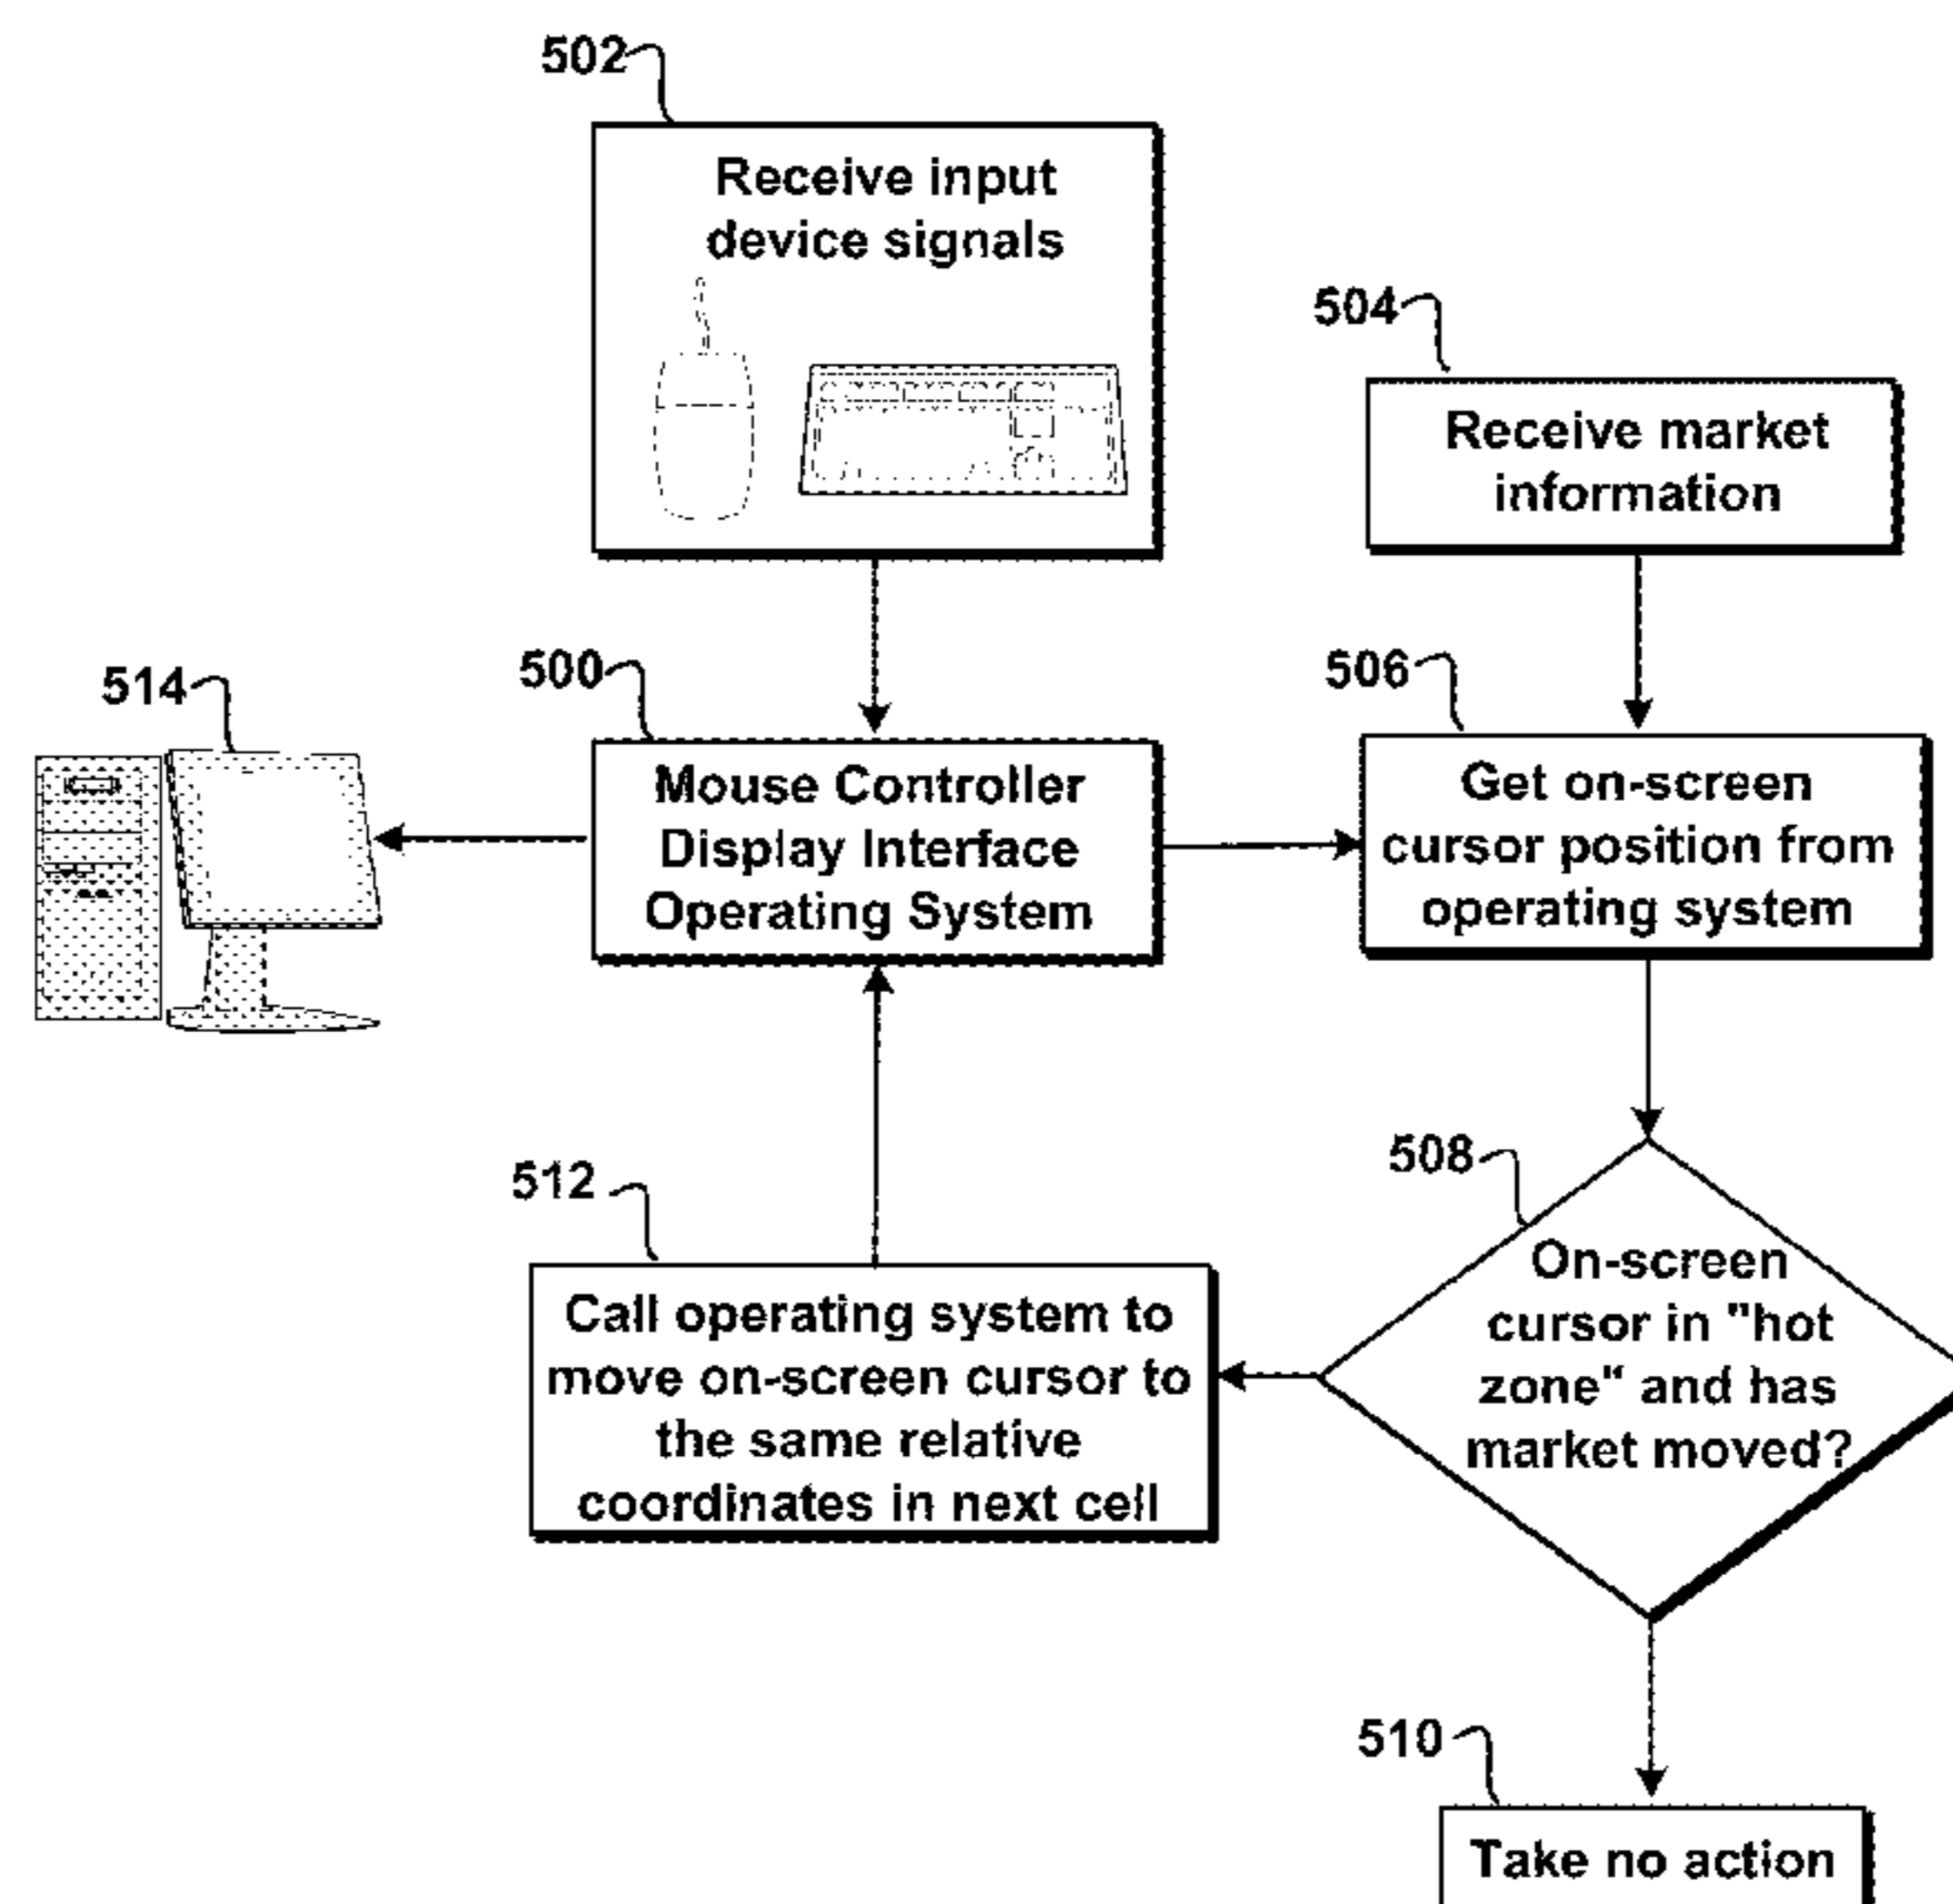 502
Receive input
device signals
504
Receive market
information
514
500
Mouse Controller
Display Interface
Operating System
506
Get on-screen
cursor position from
operating system
512
Call operating system to
move on-screen cursor to
the same relative
coordinates in next cell
508
On-screen
cursor in "hot
zone" and has
market moved?
510
Take no action